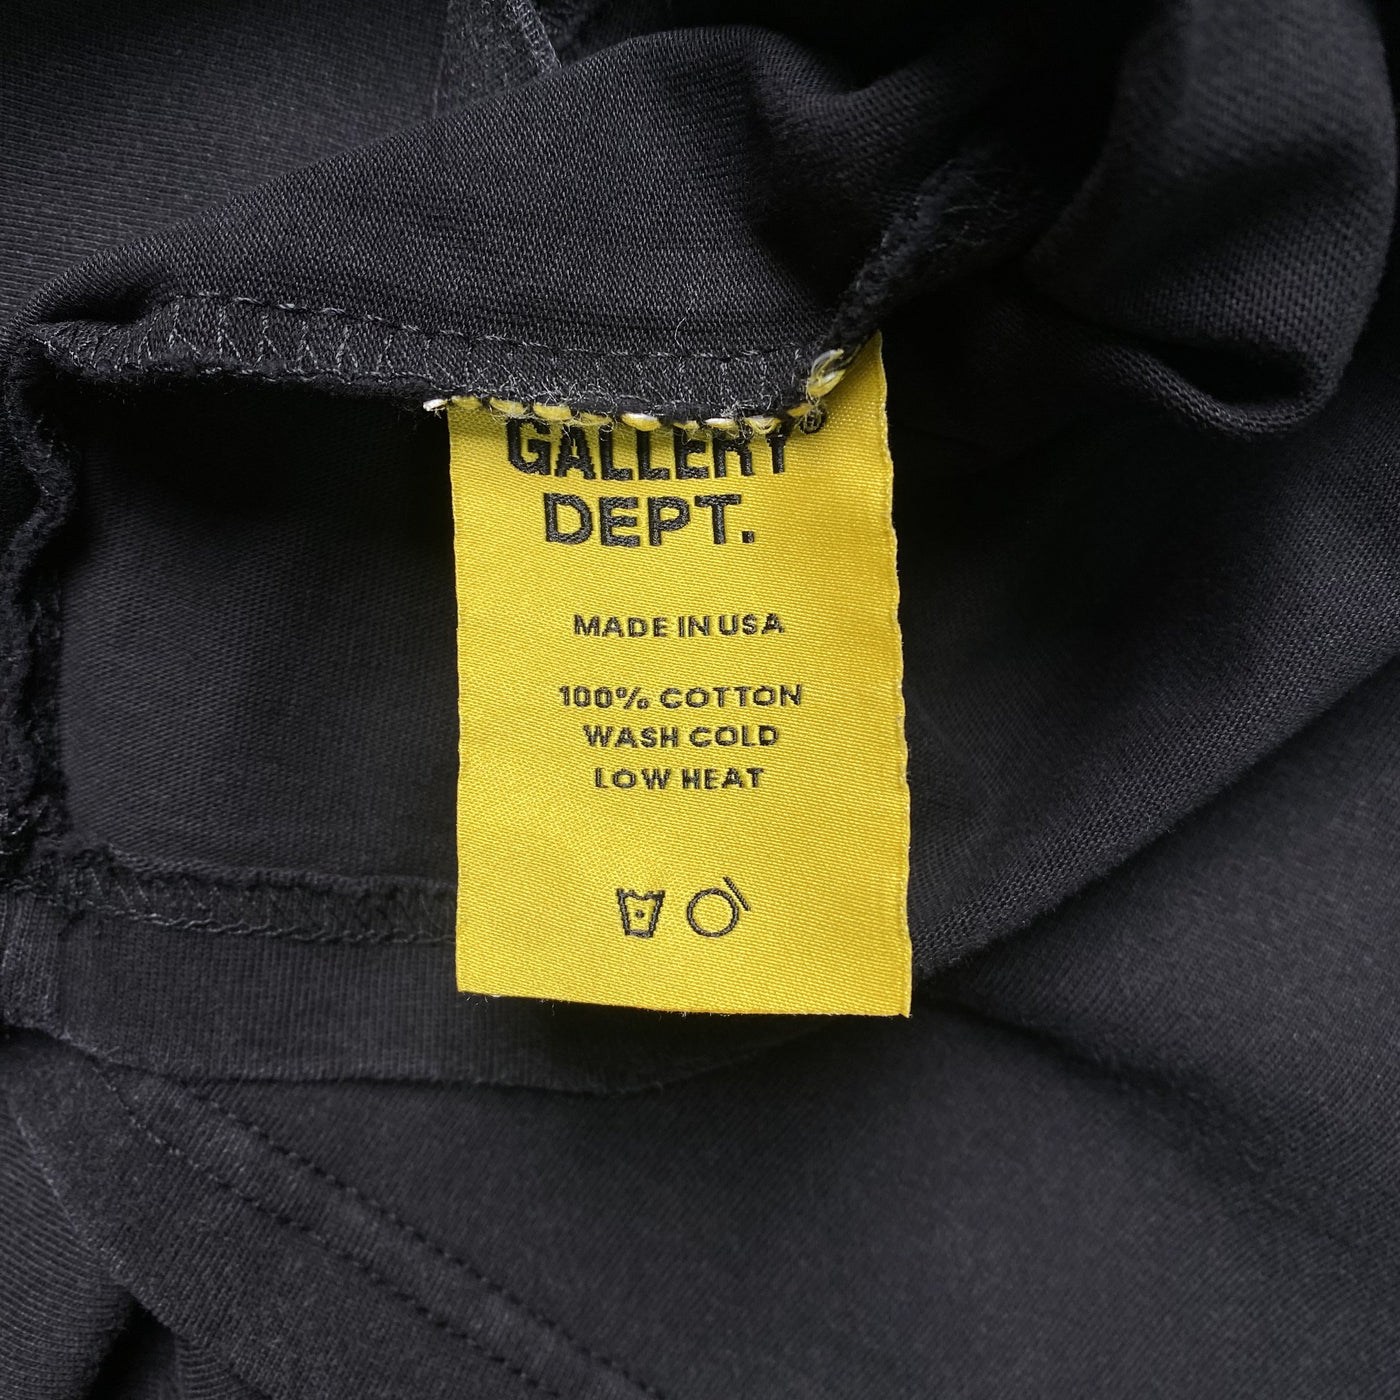 GALLERY®
DEPT.
MADE IN USA
100% COTTON
WASH COLD
LOW HEAT